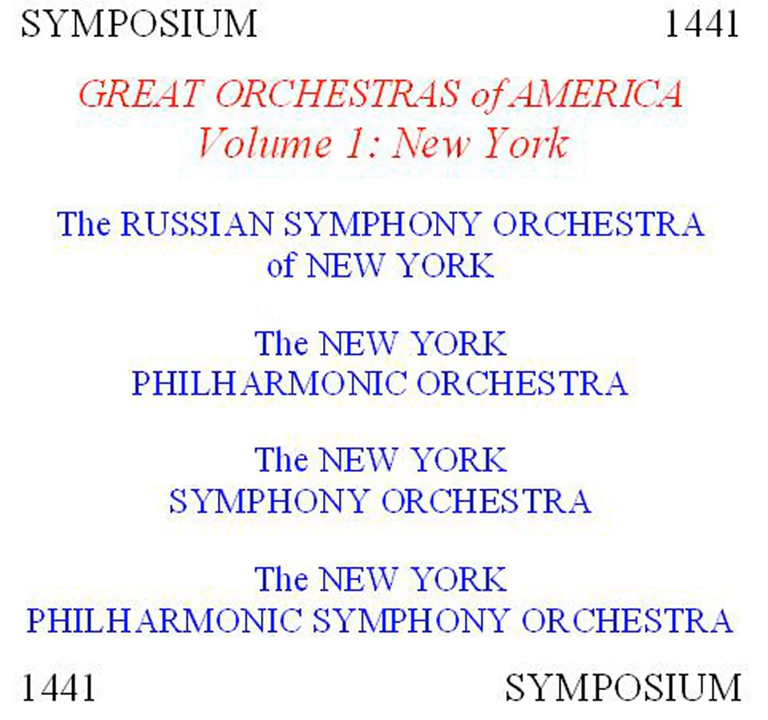 SYMPOSIUM 1441
GREAT ORCHESTRAS of AMERICA
Volume 1: New York
The RUSSIAN SYMPHONY ORCHESTRA
of NEW YORK
The NEW YORK
PHILHARMONIC ORCHESTRA
The NEW YORK
SYMPHONY ORCHESTRA
The NEW YORK
PHILHARMONIC SYMPHONY ORCHESTRA
1441 SYMPOSIUM